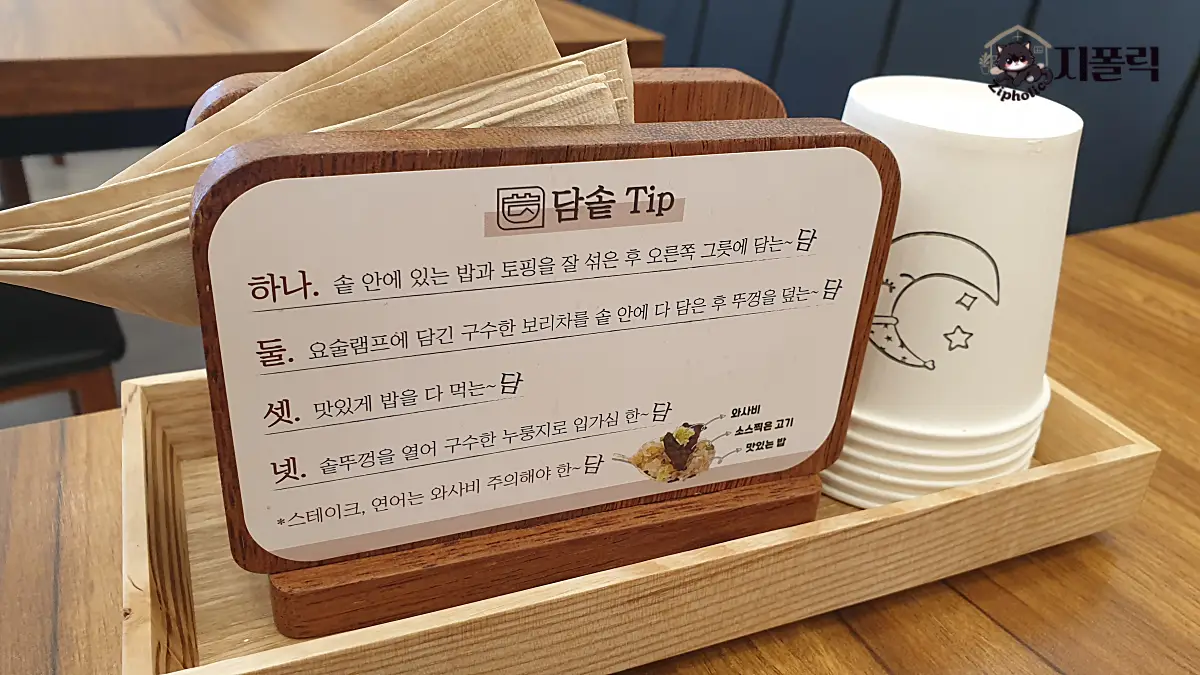 지폴릭
Zipholic
담솥 Tip
하나. 솥 안에 있는 밥과 토핑을 잘 섞은 후 오른쪽 그릇에 담는~담
둘. 요술램프에 담긴 구수한 보리차를 솥 안에 다 담은 후 뚜껑을 덮는~담
셋. 맛있게 밥을 다 먹는~담
넷. 솥뚜껑을 열어 구수한 누룽지로 입가심 한~담
*스테이크, 연어는 와사비 주의해야 한~담
와사비
소스찍은 고기
맛있는 밥